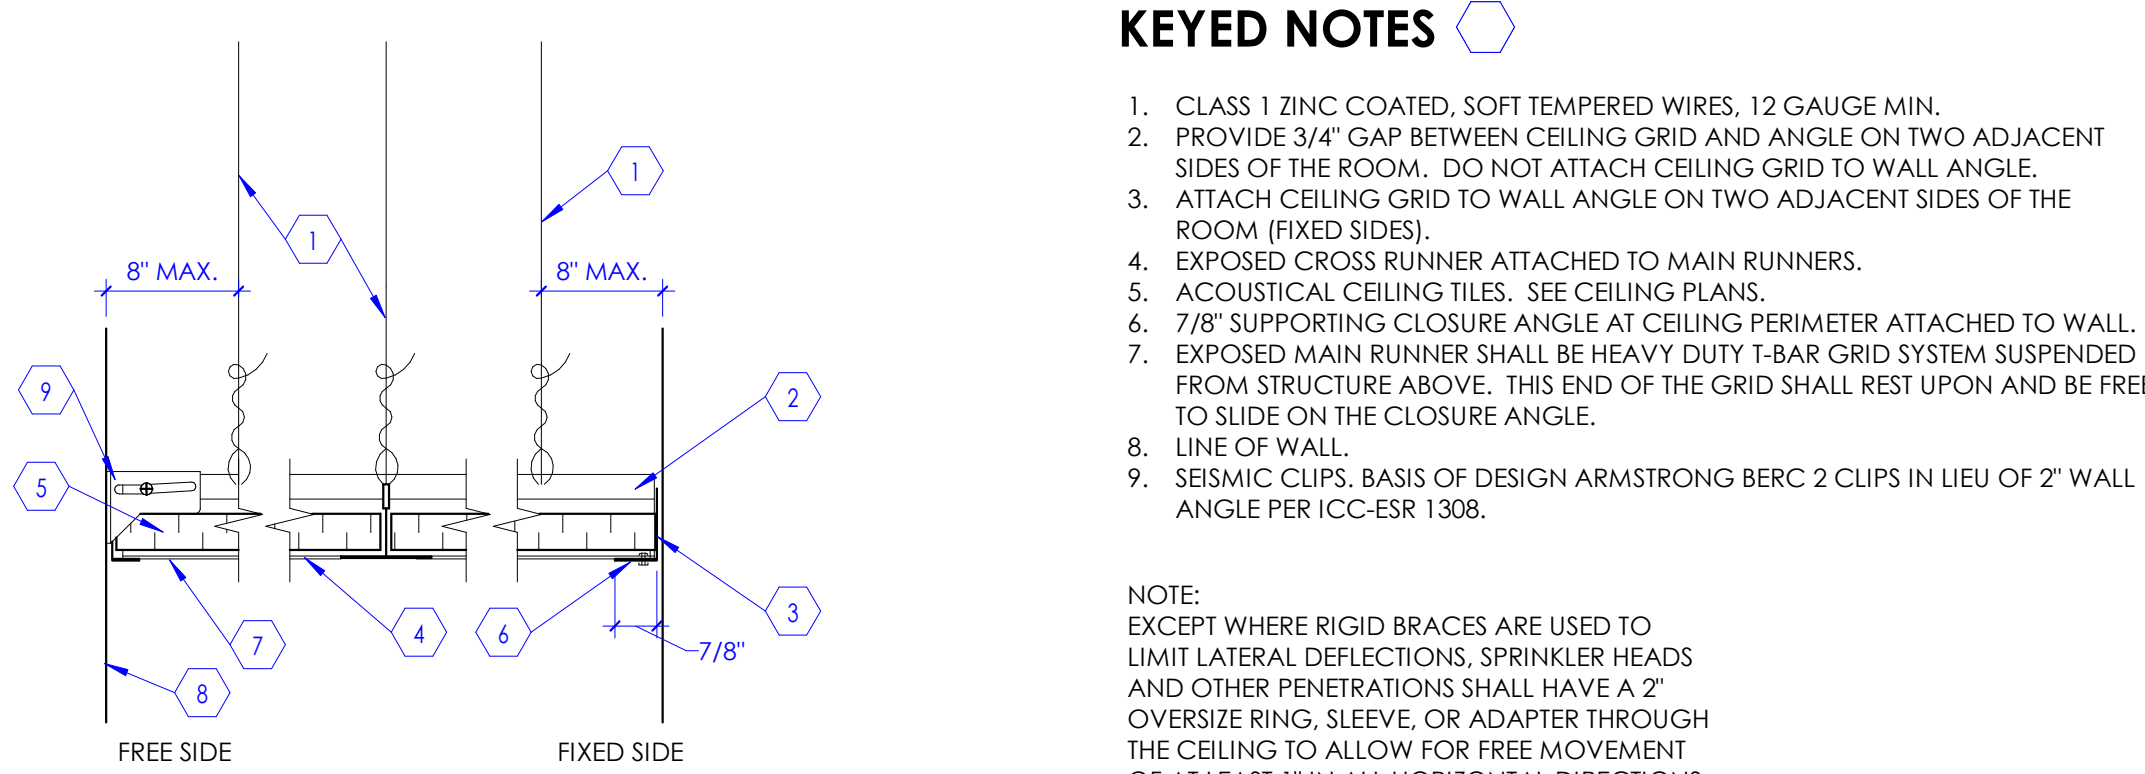 KEYED NOTES
1. CLASS 1 ZINC COATED, SOFT TEMPERED WIRES, 12 GAUGE MIN.
2. PROVIDE 3/4" GAP BETWEEN CEILING GRID AND ANGLE ON TWO ADJACENT
SIDES OF THE ROOM. DO NOT ATTACH CEILING GRID TO WALL ANGLE.
3. ATTACH CEILING GRID TO WALL ANGLE ON TWO ADJACENT SIDES OF THE
ROOM (FIXED SIDES).
4. EXPOSED CROSS RUNNER ATTACHED TO MAIN RUNNERS.
5. ACOUSTICAL CEILING TILES. SEE CEILING PLANS.
6. 7/8" SUPPORTING CLOSURE ANGLE AT CEILING PERIMETER ATTACHED TO WALL.
7. EXPOSED MAIN RUNNER SHALL BE HEAVY DUTY T-BAR GRID SYSTEM SUSPENDED
FROM STRUCTURE ABOVE. THIS END OF THE GRID SHALL REST UPON AND BE FREE
TO SLIDE ON THE CLOSURE ANGLE.
8. LINE OF WALL.
9. SEISMIC CLIPS. BASIS OF DESIGN ARMSTRONG BERC 2 CLIPS IN LIEU OF 2" WALL
ANGLE PER ICC-ESR 1308.
NOTE:
EXCEPT WHERE RIGID BRACES ARE USED TO
LIMIT LATERAL DEFLECTIONS, SPRINKLER HEADS
AND OTHER PENETRATIONS SHALL HAVE A 2"
OVERSIZE RING, SLEEVE, OR ADAPTER THROUGH
THE CEILING TO ALLOW FOR FREE MOVEMENT
OF AT LEAST 1" IN ALL HORIZONTAL DIRECTIONS
1
1
8" MAX.
8" MAX.
9
2
5
3
4
6
7
7/8"
8
FREE SIDE
FIXED SIDE